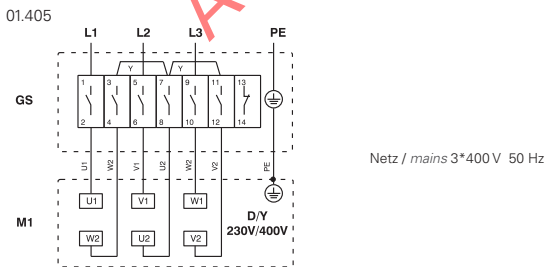 01.405
L1 L2 L3 PE
Y Y
1 3 5 7 9 11 13
GS
2 4 6 8 10 12 14
U1 W2 V1 U2 W2 V2 PE
Netz / mains 3*400 V 50 Hz
U1 V1 W1
M1
D/Y
230V/400V
W2 U2 V2